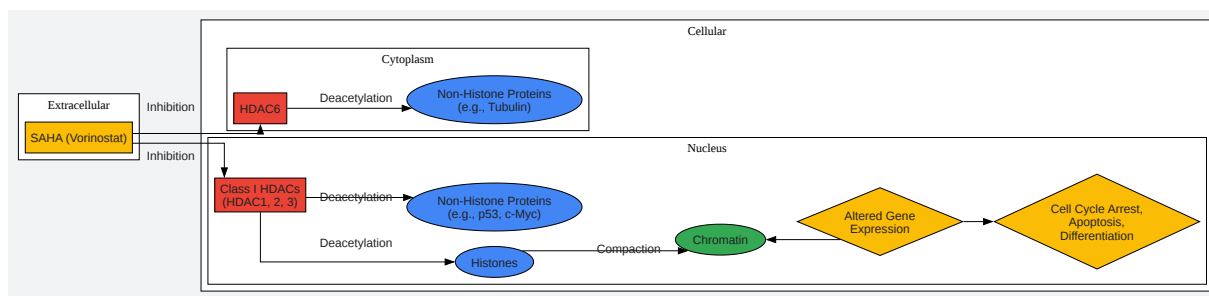 Cellular
Cytoplasm
Extracellular
Inhibition
HDAC6
Deacetylation
Non-Histone Proteins
(e.g., Tubulin)
SAHA (Vorinostat)
Inhibition
Nucleus
Class I HDACs
(HDAC1, 2, 3)
Deacetylation
Non-Histone Proteins
(e.g., p53, c-Myc)
Deacetylation
Histones
Compaction
Chromatin
Altered Gene
Expression
Cell Cycle Arrest,
Apoptosis,
Differentiation